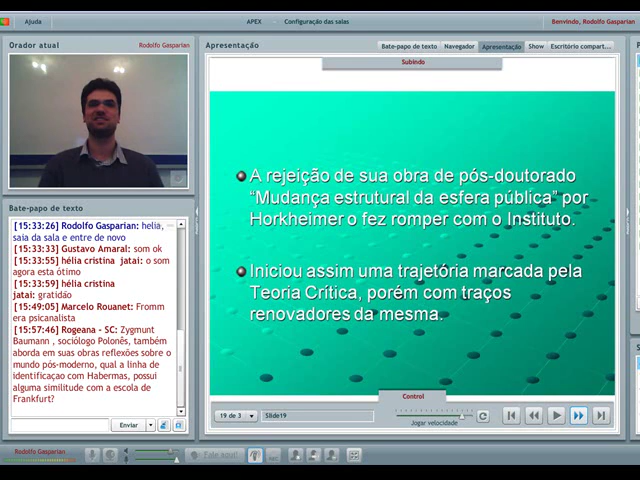 Ajuda
APEX
Configuração das salas
Benvindo, Rodolfo Gasparian
Orador atual
Rodolfo Gasparian
Apresentação
Bate-papo de texto
Navegador
Apresentação
Show
Escritório compart...
Subindo
A rejeição de sua obra de pós-doutorado
“Mudança estrutural da esfera pública” por
Horkheimer o fez romper com o Instituto.
Iniciou assim uma trajetória marcada pela
Teoria Crítica, porém com traços
renovadores da mesma.
Bate-papo de texto
[15:33:26] Rodolfo Gasparian: helia,
saia da sala e entre de novo
[15:33:33] Gustavo Amaral: som ok
[15:33:55] hélia cristina jatai: o som
agora esta ótimo
[15:33:59] hélia cristina
jatai: gratidão
[15:49:05] Marcelo Rouanet: Fromm
era psicanalista
[15:57:46] Rogeana - SC: Zygmunt
Baumann , sociólogo Polonês, também
aborda em suas obras reflexões sobre o
mundo pós-moderno, qual a linha de
identificaçao com Habermas, possui
alguma similitude com a escola de
Frankfurt?
Enviar
Control
19 de 3
Slide19
Jogar velocidade
Rodolfo Gasparian
Fale aqui!